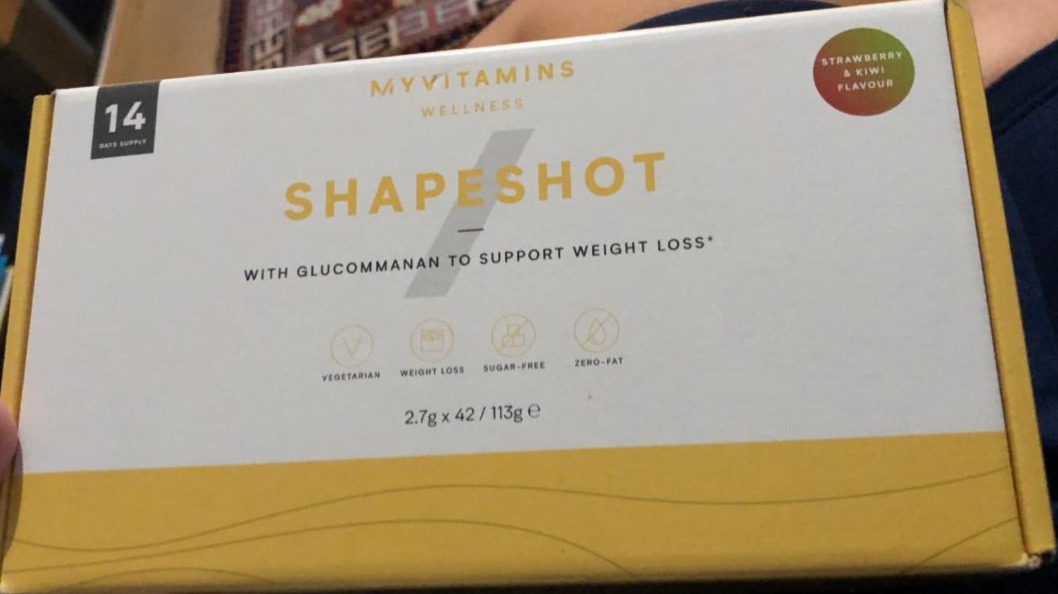 14
DAYS SUPPLY
MYVITAMINS
WELLNESS
STRAWBERRY
& KIWI
FLAVOUR
SHAPESHOT
WITH GLUCOMMANAN TO SUPPORT WEIGHT LOSS*
VEGETARIAN
WEIGHT LOSS
SUGAR-FREE
ZERO-FAT
2.7g x 42 / 113g ℮